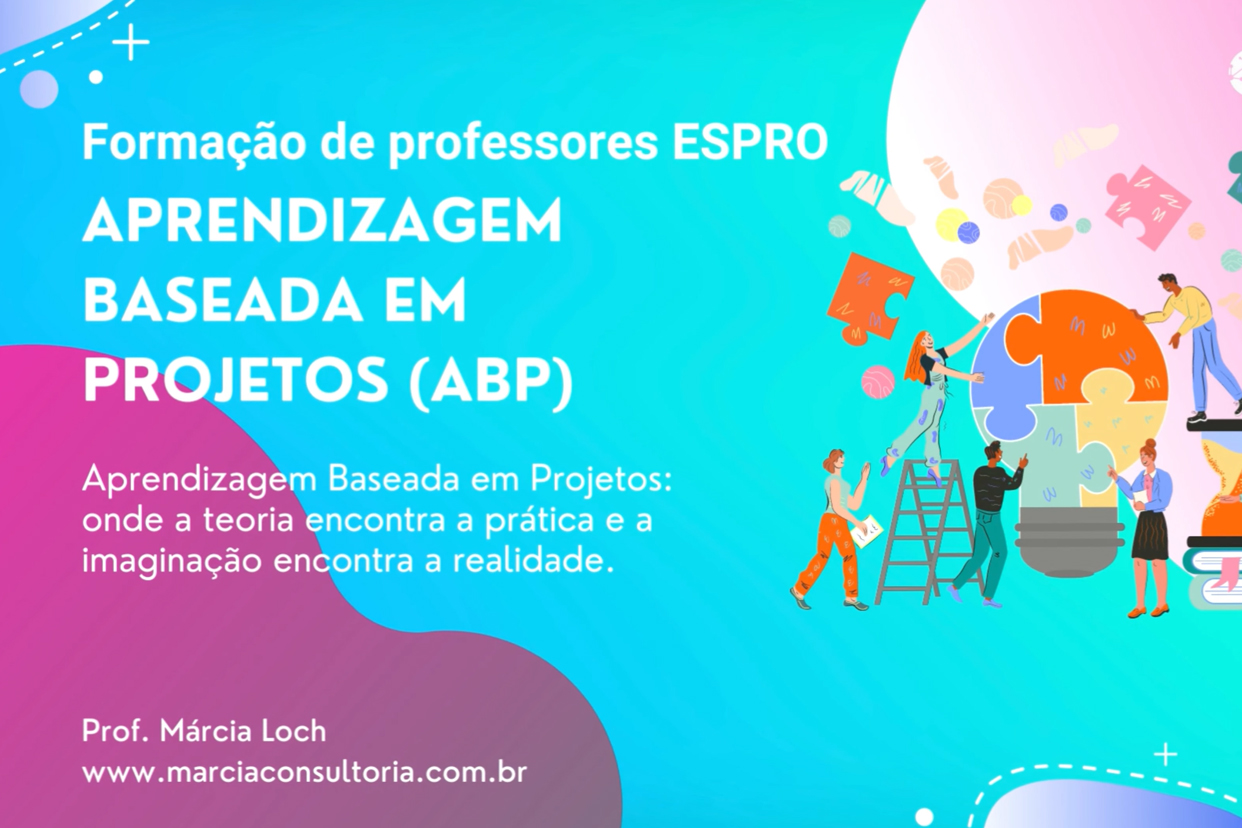 Formação de professores ESPRO
APRENDIZAGEM
BASEADA EM
PROJETOS (ABP)
Aprendizagem Baseada em Projetos:
onde a teoria encontra a prática e a
imaginação encontra a realidade.
Prof. Márcia Loch
www.marciaconsultoria.com.br